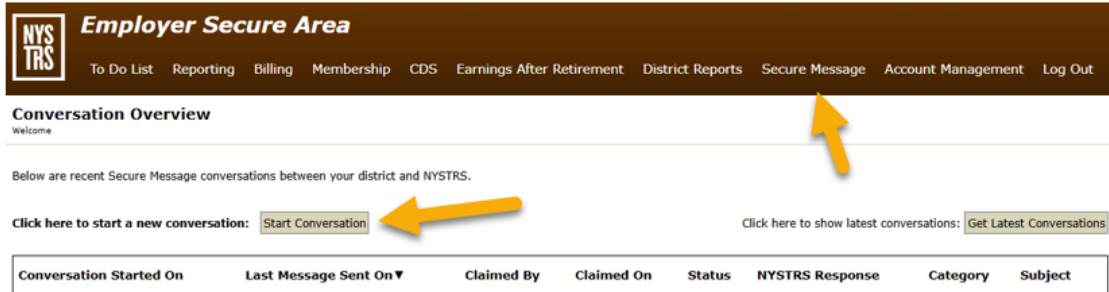 NYS
TRS
Employer Secure Area
To Do List Reporting Billing Membership CDS Earnings After Retirement District Reports Secure Message Account Management Log Out
Conversation Overview
Welcome
Below are recent Secure Message conversations between your district and NYSTRS.
Click here to start a new conversation: Start Conversation Click here to show latest conversations: Get Latest Conversations
Conversation Started On Last Message Sent On▼ Claimed By Claimed On Status NYSTRS Response Category Subject